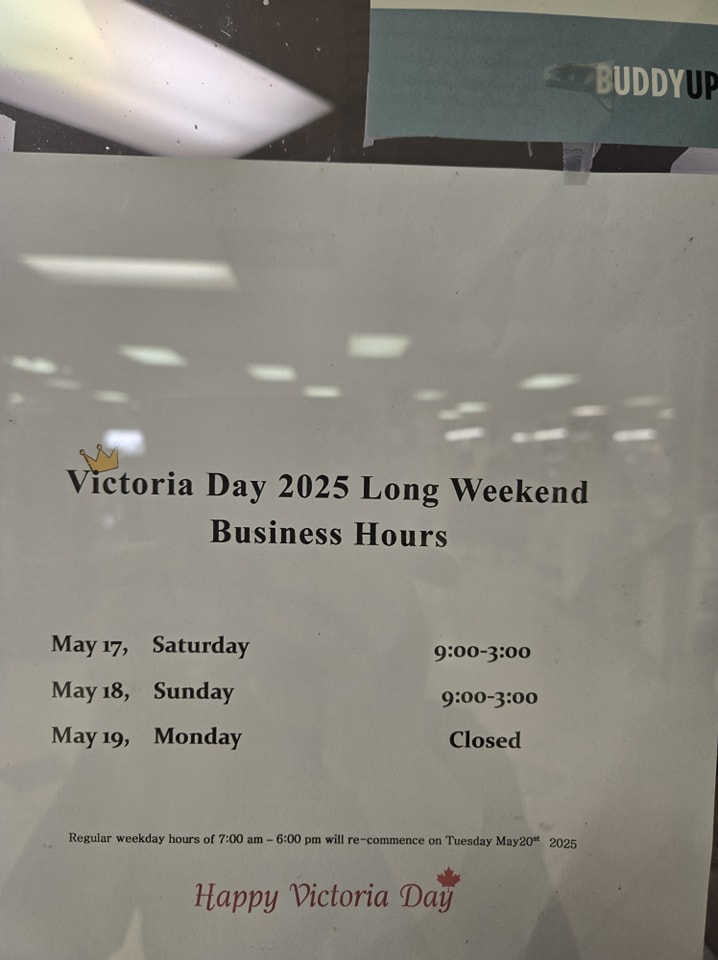 BUDDYUP
Victoria Day 2025 Long Weekend
Business Hours
May 17, Saturday 9:00-3:00
May 18, Sunday 9:00-3:00
May 19, Monday Closed
Regular weekday hours of 7:00 am – 6:00 pm will re-commence on Tuesday May20st 2025
Happy Victoria Day